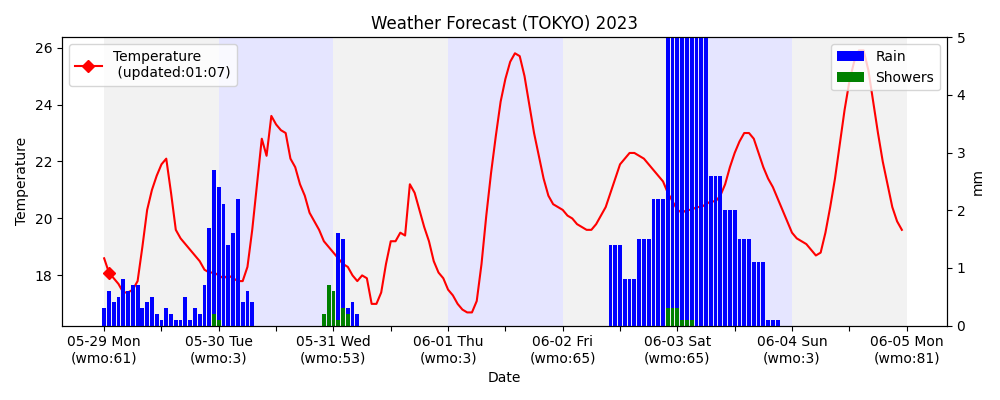 Weather Forecast (TOKYO) 2023
Temperature
(updated:01:07)
Rain
Showers
26
24
22
20
18
Temperature
5
4
3
2
1
0
mm
05-29 Mon
(wmo:61)
05-30 Tue
(wmo:3)
05-31 Wed
(wmo:53)
06-01 Thu
(wmo:3)
06-02 Fri
(wmo:65)
06-03 Sat
(wmo:65)
06-04 Sun
(wmo:3)
06-05 Mon
(wmo:81)
Date